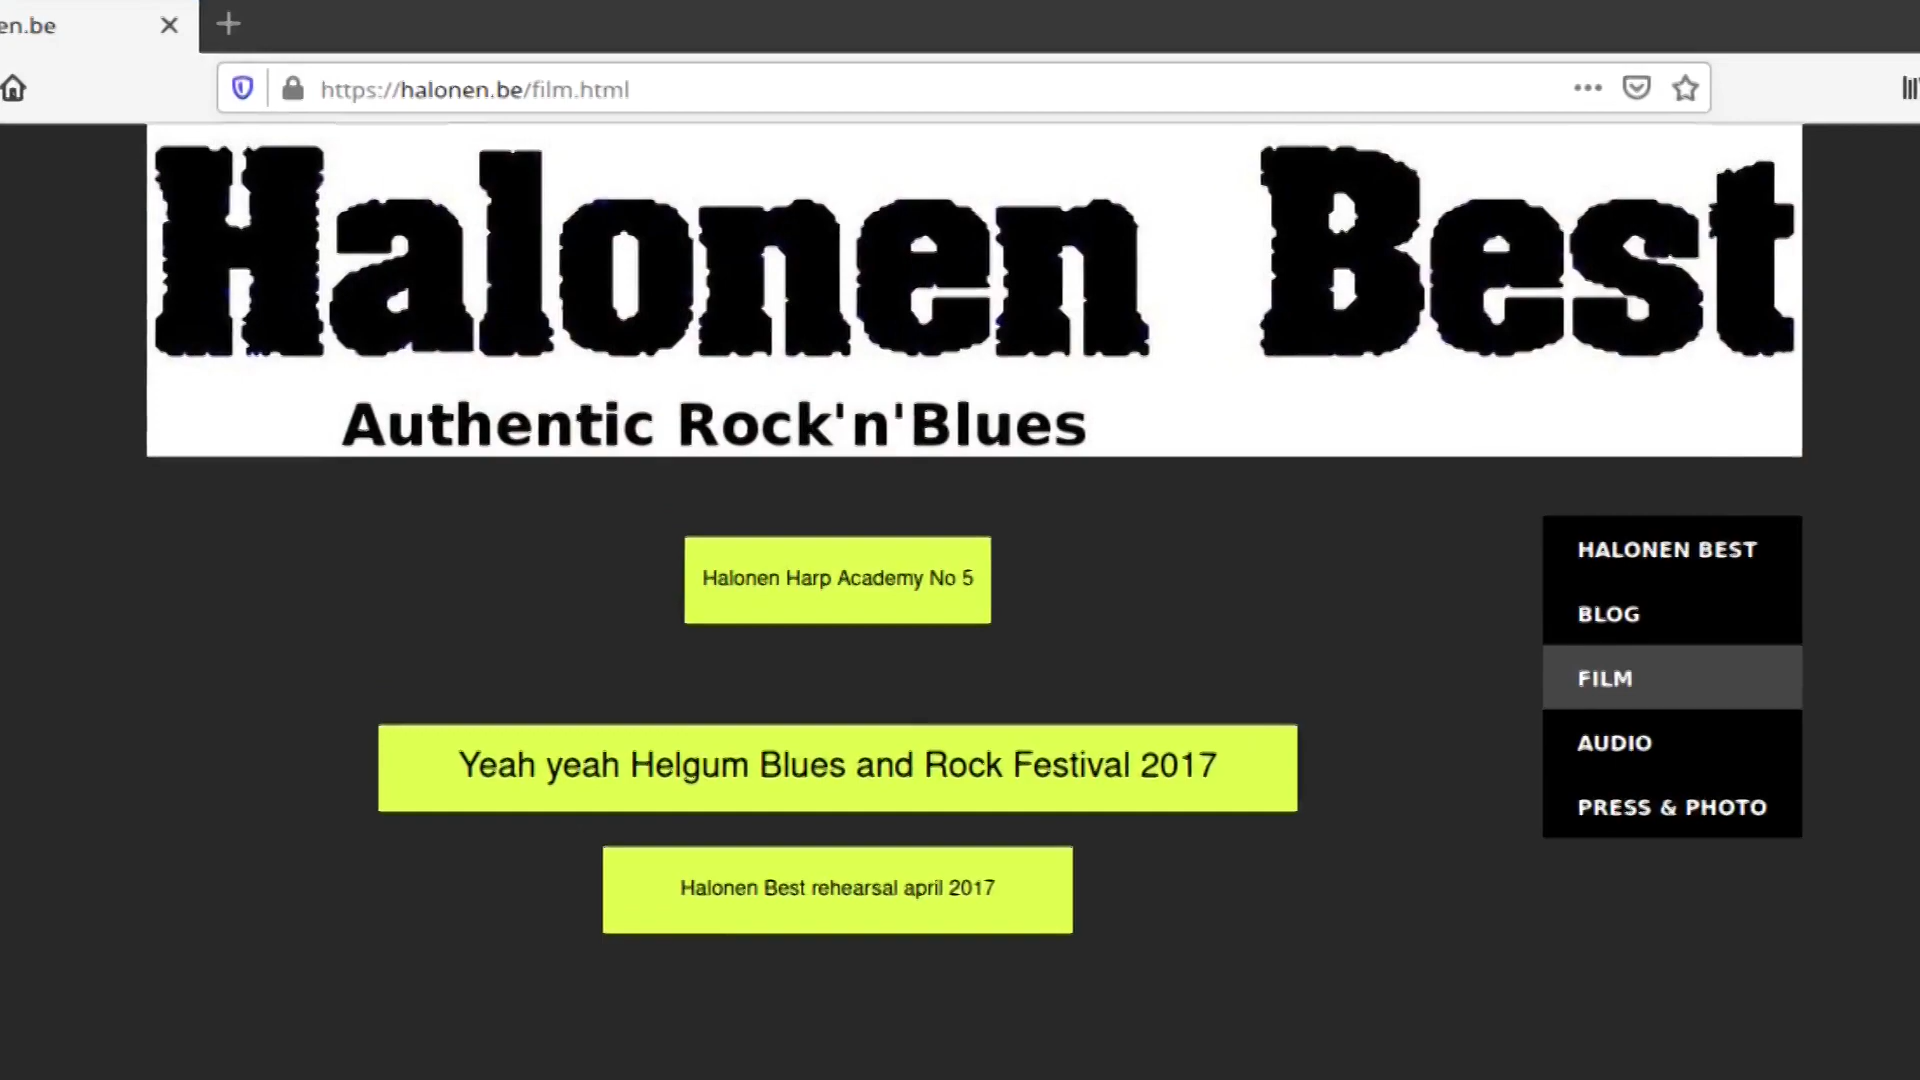 en.be
https://halonen.be/film.html
Halonen Best
Authentic Rock'n'Blues
Halonen Harp Academy No 5
Yeah yeah Helgum Blues and Rock Festival 2017
Halonen Best rehearsal april 2017
HALONEN BEST
BLOG
FILM
AUDIO
PRESS & PHOTO